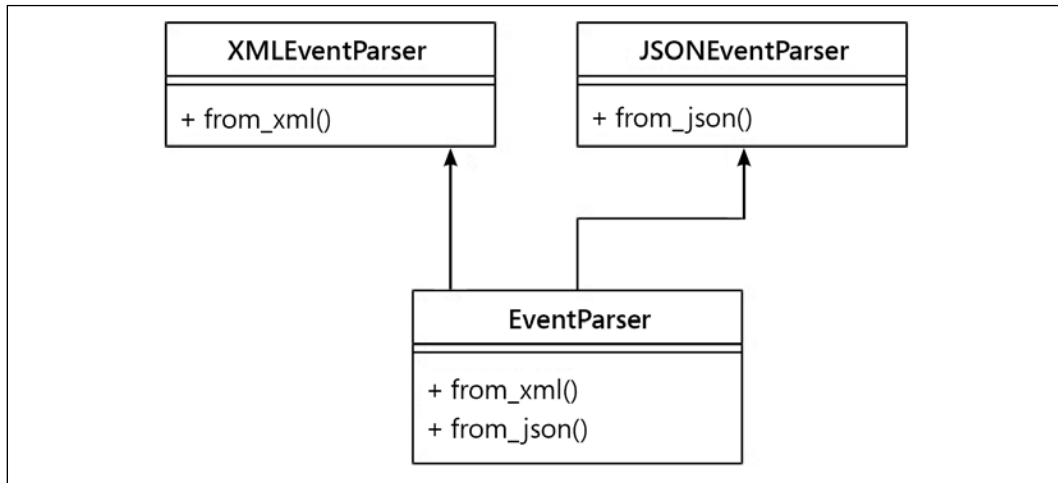 XMLEventParser
+ from_xml()
JSONEventParser
+ from_json()
EventParser
+ from_xml()
+ from_json()